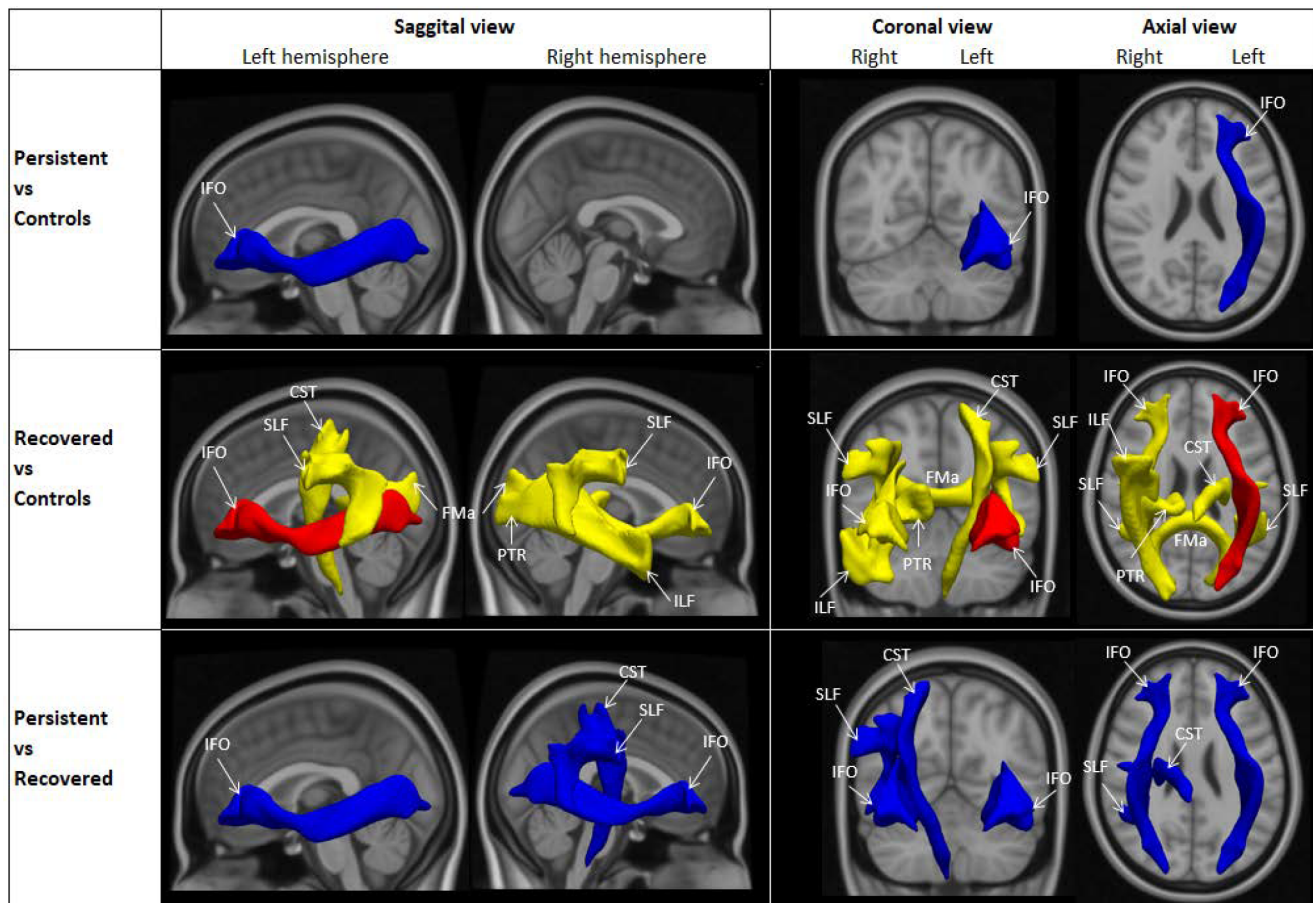 Saggital view
Coronal view
Axial view
Left hemisphere
Right hemisphere
Right
Left
Right
Left
Persistent
vs
Controls
IFO
IFO
IFO
Recovered
vs
Controls
CST
SLF
IFO
FMa
PTR
SLF
IFO
ILF
CST
SLF
SLF
FMa
IFO
PTR
IFO
ILF
IFO
IFO
ILF
CST
SLF
SLF
FMa
PTR
Persistent
vs
Recovered
IFO
CST
SLF
IFO
CST
SLF
IFO
IFO
IFO
IFO
CST
SLF